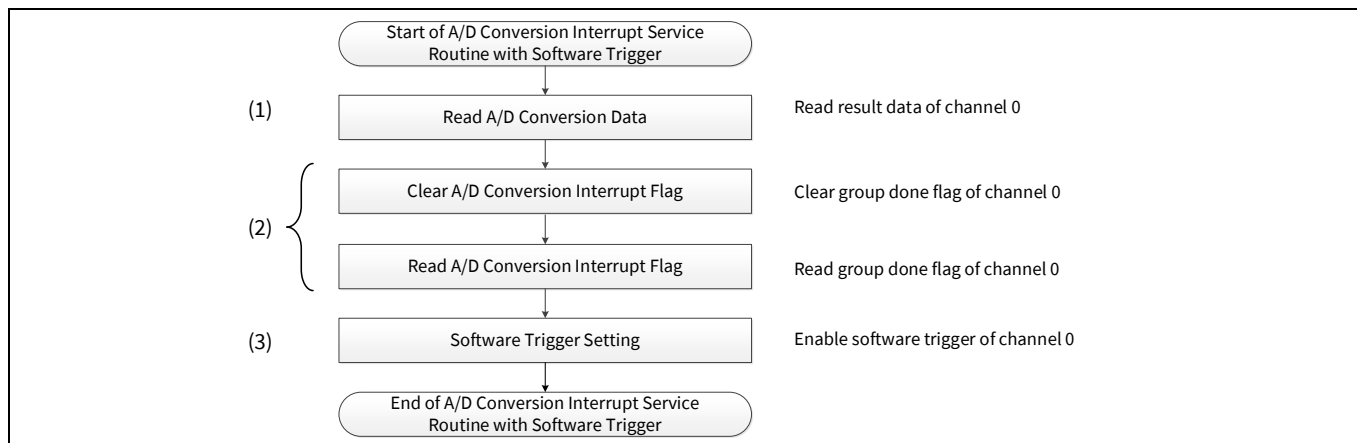 Start of A/D Conversion Interrupt Service
Routine with Software Trigger
(1)
Read A/D Conversion Data
Read result data of channel 0
Clear A/D Conversion Interrupt Flag
Clear group done flag of channel 0
(2)
Read A/D Conversion Interrupt Flag
Read group done flag of channel 0
(3)
Software Trigger Setting
Enable software trigger of channel 0
End of A/D Conversion Interrupt Service
Routine with Software Trigger